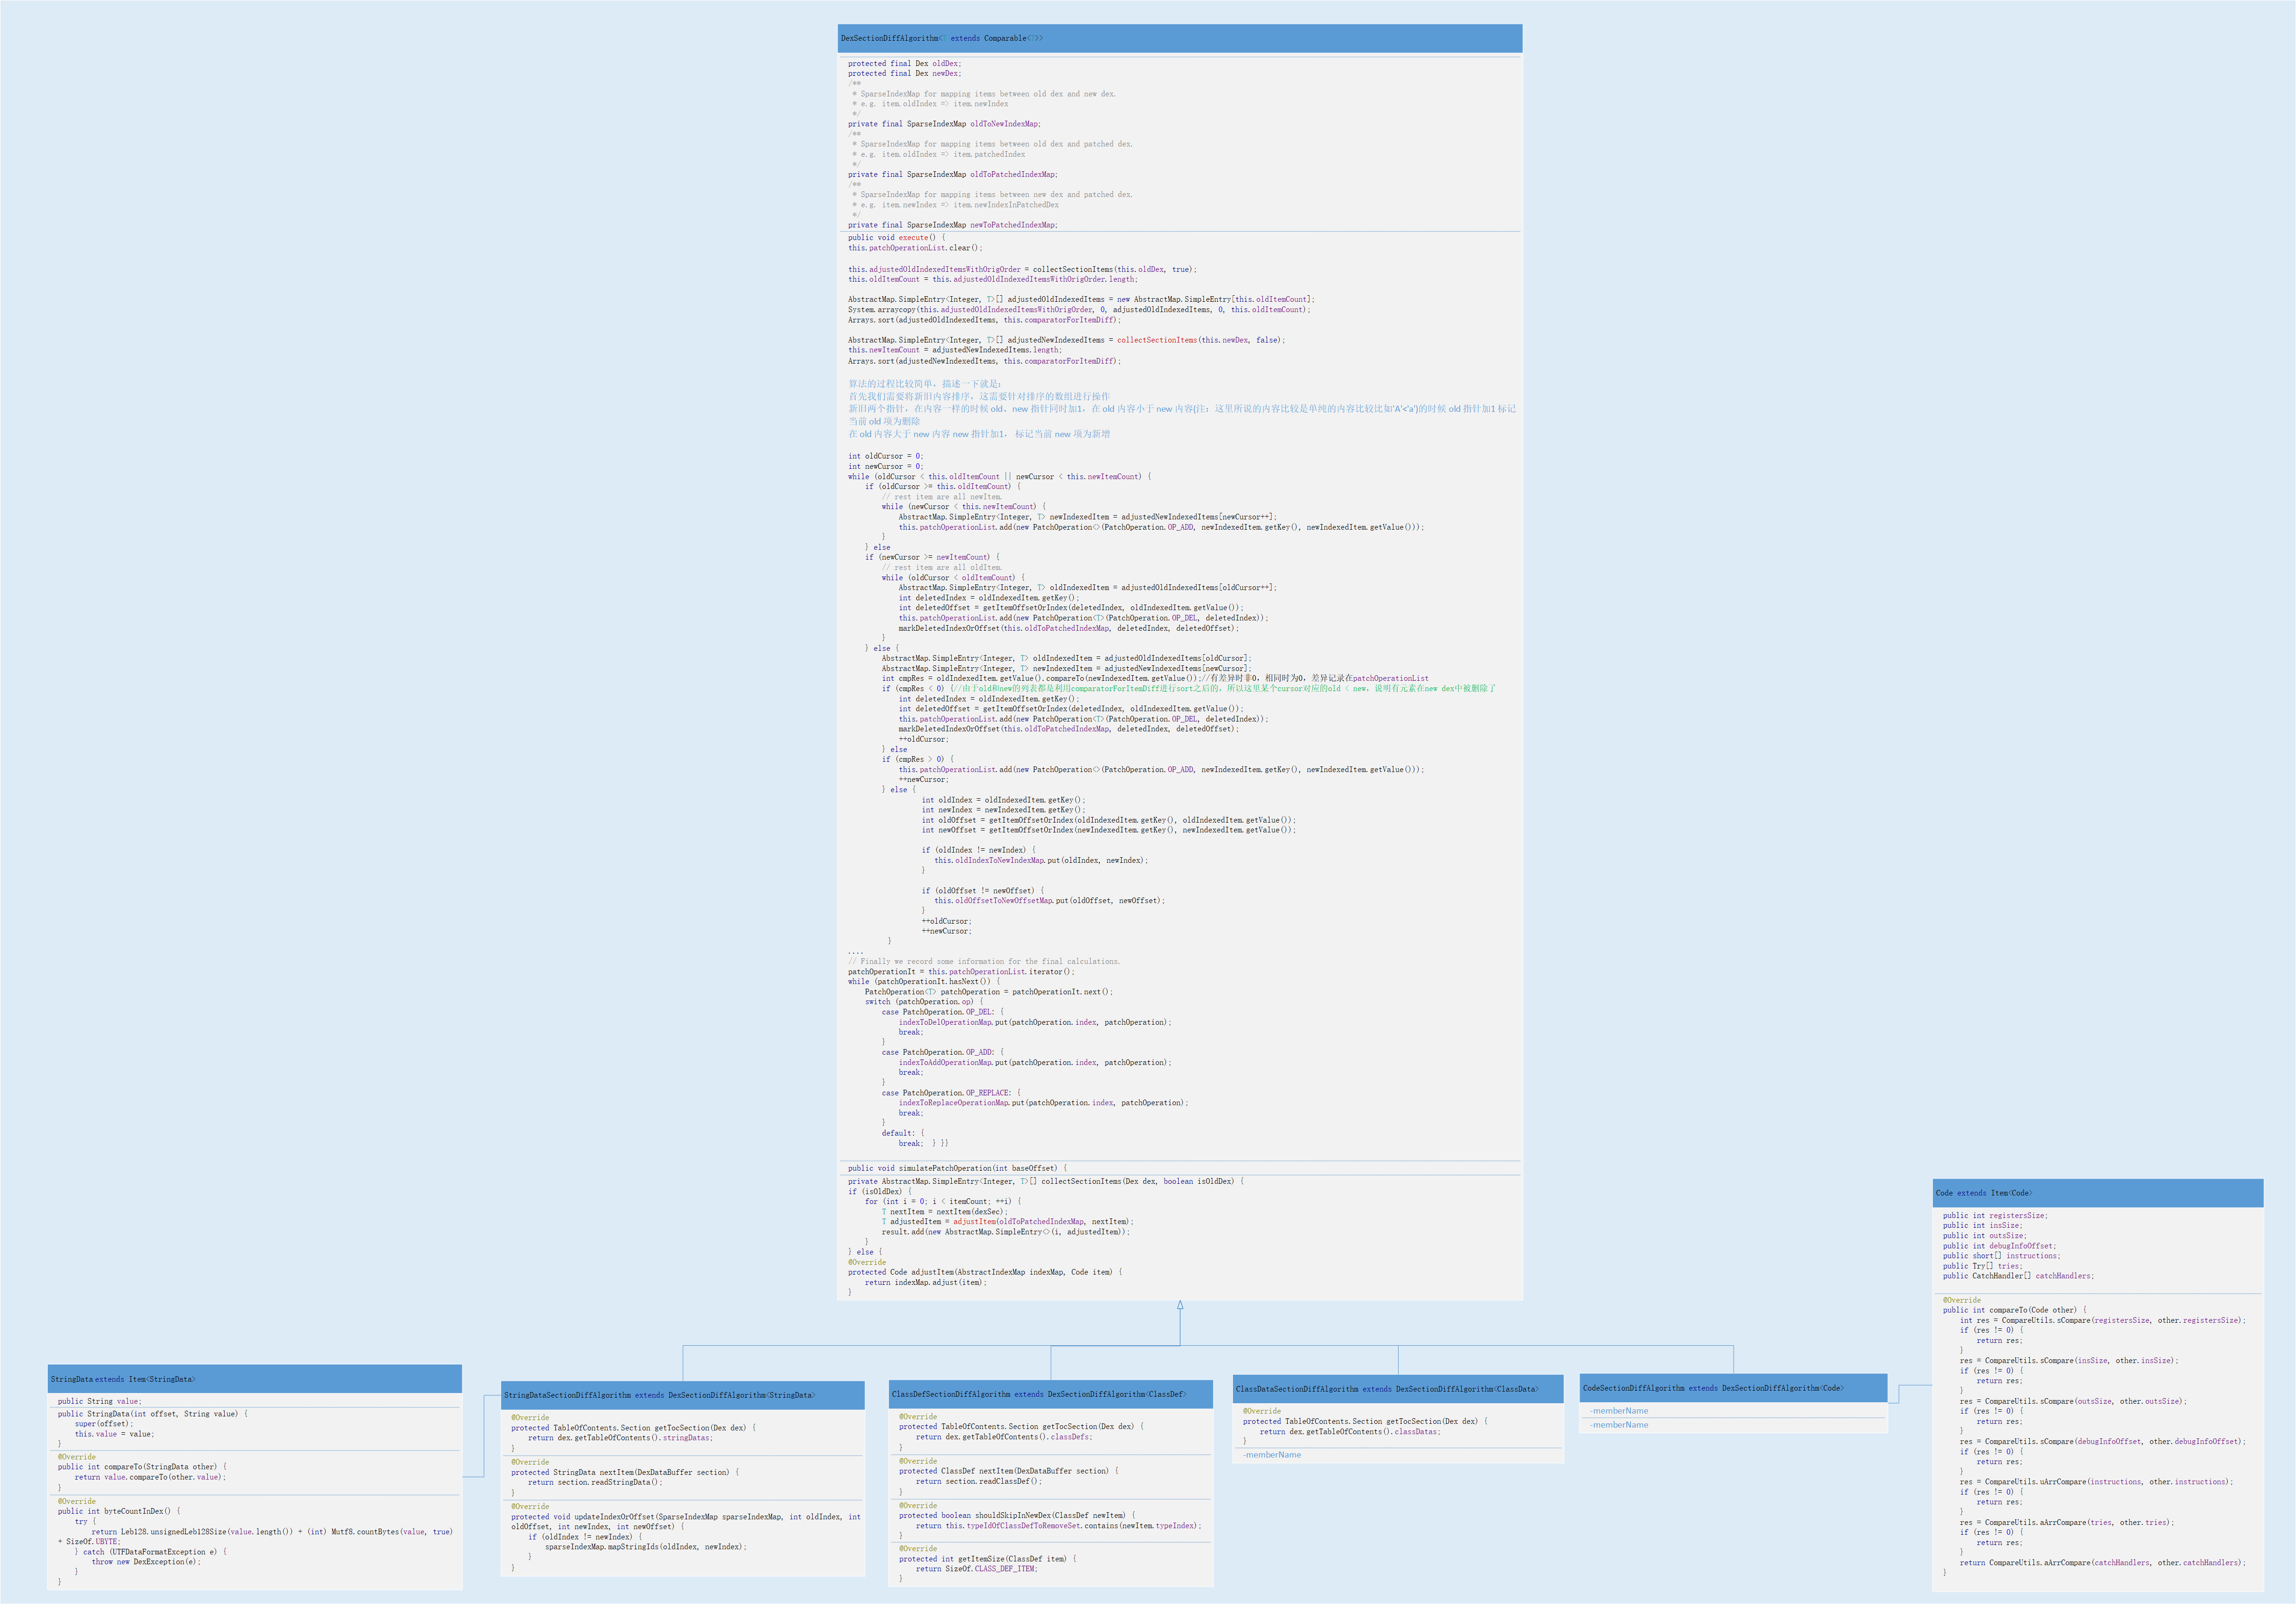 DexSectionDiffAlgorithm<T extends Comparable<T>>
protected final Dex oldDex;
protected final Dex newDex;
/**
 * SparseIndexMap for mapping items between old dex and new dex.
 * e.g. item.oldIndex => item.newIndex
 */
private final SparseIndexMap oldToNewIndexMap;
/**
 * SparseIndexMap for mapping items between old dex and patched dex.
 * e.g. item.oldIndex => item.patchedIndex
 */
private final SparseIndexMap oldToPatchedIndexMap;
/**
 * SparseIndexMap for mapping items between new dex and patched dex.
 * e.g. item.newIndex => item.newIndexInPatchedDex
 */
private final SparseIndexMap newToPatchedIndexMap;
public void execute() {
this.patchOperationList.clear();
this.adjustedOldIndexedItemsWithOrigOrder = collectSectionItems(this.oldDex, true);
this.oldItemCount = this.adjustedOldIndexedItemsWithOrigOrder.length;
AbstractMap.SimpleEntry<Integer, T>[] adjustedOldIndexedItems = new AbstractMap.SimpleEntry[this.oldItemCount];
System.arraycopy(this.adjustedOldIndexedItemsWithOrigOrder, 0, adjustedOldIndexedItems, 0, this.oldItemCount);
Arrays.sort(adjustedOldIndexedItems, this.comparatorForItemDiff);
AbstractMap.SimpleEntry<Integer, T>[] adjustedNewIndexedItems = collectSectionItems(this.newDex, false);
this.newItemCount = adjustedNewIndexedItems.length;
Arrays.sort(adjustedNewIndexedItems, this.comparatorForItemDiff);
算法的过程比较简单，描述一下就是：
首先我们需要将新旧内容排序，这需要针对排序的数组进行操作
新旧两个指针，在内容一样的时候 old、new 指针同时加1，在 old 内容小于 new 内容(注：这里所说的内容比较是单纯的内容比较比如'A'<'a')的时候 old 指针加1 标记
当前 old 项为删除
在 old 内容大于 new 内容 new 指针加1， 标记当前 new 项为新增
int oldCursor = 0;
int newCursor = 0;
while (oldCursor < this.oldItemCount || newCursor < this.newItemCount) {
    if (oldCursor >= this.oldItemCount) {
        // rest item are all newItem.
        while (newCursor < this.newItemCount) {
            AbstractMap.SimpleEntry<Integer, T> newIndexedItem = adjustedNewIndexedItems[newCursor++];
            this.patchOperationList.add(new PatchOperation<>(PatchOperation.OP_ADD, newIndexedItem.getKey(), newIndexedItem.getValue()));
        }
    } else
    if (newCursor >= newItemCount) {
        // rest item are all oldItem.
        while (oldCursor < oldItemCount) {
            AbstractMap.SimpleEntry<Integer, T> oldIndexedItem = adjustedOldIndexedItems[oldCursor++];
            int deletedIndex = oldIndexedItem.getKey();
            int deletedOffset = getItemOffsetOrIndex(deletedIndex, oldIndexedItem.getValue());
            this.patchOperationList.add(new PatchOperation<T>(PatchOperation.OP_DEL, deletedIndex));
            markDeletedIndexOrOffset(this.oldToPatchedIndexMap, deletedIndex, deletedOffset);
        }
    } else {
        AbstractMap.SimpleEntry<Integer, T> oldIndexedItem = adjustedOldIndexedItems[oldCursor];
        AbstractMap.SimpleEntry<Integer, T> newIndexedItem = adjustedNewIndexedItems[newCursor];
        int cmpRes = oldIndexedItem.getValue().compareTo(newIndexedItem.getValue());//有差异时非0，相同时为0，差异记录在patchOperationList
        if (cmpRes < 0) {//由于old和new的列表都是利用comparatorForItemDiff进行sort之后的，所以这里某个cursor对应的old < new，说明有元素在new dex中被删除了
            int deletedIndex = oldIndexedItem.getKey();
            int deletedOffset = getItemOffsetOrIndex(deletedIndex, oldIndexedItem.getValue());
            this.patchOperationList.add(new PatchOperation<T>(PatchOperation.OP_DEL, deletedIndex));
            markDeletedIndexOrOffset(this.oldToPatchedIndexMap, deletedIndex, deletedOffset);
            ++oldCursor;
        } else
        if (cmpRes > 0) {
            this.patchOperationList.add(new PatchOperation<>(PatchOperation.OP_ADD, newIndexedItem.getKey(), newIndexedItem.getValue()));
            ++newCursor;
        } else {
            int oldIndex = oldIndexedItem.getKey();
            int newIndex = newIndexedItem.getKey();
            int oldOffset = getItemOffsetOrIndex(oldIndexedItem.getKey(), oldIndexedItem.getValue());
            int newOffset = getItemOffsetOrIndex(newIndexedItem.getKey(), newIndexedItem.getValue());
            if (oldIndex != newIndex) {
               this.oldIndexToNewIndexMap.put(oldIndex, newIndex);
            }
            if (oldOffset != newOffset) {
               this.oldOffsetToNewOffsetMap.put(oldOffset, newOffset);
            }
            ++oldCursor;
            ++newCursor;
        }
....
// Finally we record some information for the final calculations.
patchOperationIt = this.patchOperationList.iterator();
while (patchOperationIt.hasNext()) {
    PatchOperation<T> patchOperation = patchOperationIt.next();
    switch (patchOperation.op) {
        case PatchOperation.OP_DEL: {
            indexToDelOperationMap.put(patchOperation.index, patchOperation);
            break;
        }
        case PatchOperation.OP_ADD: {
            indexToAddOperationMap.put(patchOperation.index, patchOperation);
            break;
        }
        case PatchOperation.OP_REPLACE: {
            indexToReplaceOperationMap.put(patchOperation.index, patchOperation);
            break;
        }
        default: {
            break;  } }}
public void simulatePatchOperation(int baseOffset) {
private AbstractMap.SimpleEntry<Integer, T>[] collectSectionItems(Dex dex, boolean isOldDex) {
if (isOldDex) {
    for (int i = 0; i < itemCount; ++i) {
        T nextItem = nextItem(dexSec);
        T adjustedItem = adjustItem(oldToPatchedIndexMap, nextItem);
        result.add(new AbstractMap.SimpleEntry<>(i, adjustedItem));
    }
} else {
@Override
protected Code adjustItem(AbstractIndexMap indexMap, Code item) {
    return indexMap.adjust(item);
}
StringData extends Item<StringData>
public String value;
public StringData(int offset, String value) {
    super(offset);
    this.value = value;
}
@Override
public int compareTo(StringData other) {
    return value.compareTo(other.value);
}
@Override
public int byteCountInDex() {
    try {
        return Leb128.unsignedLeb128Size(value.length()) + (int) Mutf8.countBytes(value, true)
+ SizeOf.UBYTE;
    } catch (UTFDataFormatException e) {
        throw new DexException(e);
    }
}
StringDataSectionDiffAlgorithm extends DexSectionDiffAlgorithm<StringData>
@Override
protected TableOfContents.Section getTocSection(Dex dex) {
    return dex.getTableOfContents().stringDatas;
}
@Override
protected StringData nextItem(DexDataBuffer section) {
    return section.readStringData();
}
@Override
protected void updateIndexOrOffset(SparseIndexMap sparseIndexMap, int oldIndex, int
oldOffset, int newIndex, int newOffset) {
    if (oldIndex != newIndex) {
        sparseIndexMap.mapStringIds(oldIndex, newIndex);
    }
}
ClassDefSectionDiffAlgorithm extends DexSectionDiffAlgorithm<ClassDef>
@Override
protected TableOfContents.Section getTocSection(Dex dex) {
    return dex.getTableOfContents().classDefs;
}
@Override
protected ClassDef nextItem(DexDataBuffer section) {
    return section.readClassDef();
}
@Override
protected boolean shouldSkipInNewDex(ClassDef newItem) {
    return this.typeIdOfClassDefToRemoveSet.contains(newItem.typeIndex);
}
@Override
protected int getItemSize(ClassDef item) {
    return SizeOf.CLASS_DEF_ITEM;
}
ClassDataSectionDiffAlgorithm extends DexSectionDiffAlgorithm<ClassData>
@Override
protected TableOfContents.Section getTocSection(Dex dex) {
    return dex.getTableOfContents().classDatas;
}
-memberName
CodeSectionDiffAlgorithm extends DexSectionDiffAlgorithm<Code>
-memberName
-memberName
Code extends Item<Code>
public int registersSize;
public int insSize;
public int outsSize;
public int debugInfoOffset;
public short[] instructions;
public Try[] tries;
public CatchHandler[] catchHandlers;
@Override
public int compareTo(Code other) {
    int res = CompareUtils.sCompare(registersSize, other.registersSize);
    if (res != 0) {
        return res;
    }
    res = CompareUtils.sCompare(insSize, other.insSize);
    if (res != 0) {
        return res;
    }
    res = CompareUtils.sCompare(outsSize, other.outsSize);
    if (res != 0) {
        return res;
    }
    res = CompareUtils.sCompare(debugInfoOffset, other.debugInfoOffset);
    if (res != 0) {
        return res;
    }
    res = CompareUtils.uArrCompare(instructions, other.instructions);
    if (res != 0) {
        return res;
    }
    res = CompareUtils.aArrCompare(tries, other.tries);
    if (res != 0) {
        return res;
    }
    return CompareUtils.aArrCompare(catchHandlers, other.catchHandlers);
}